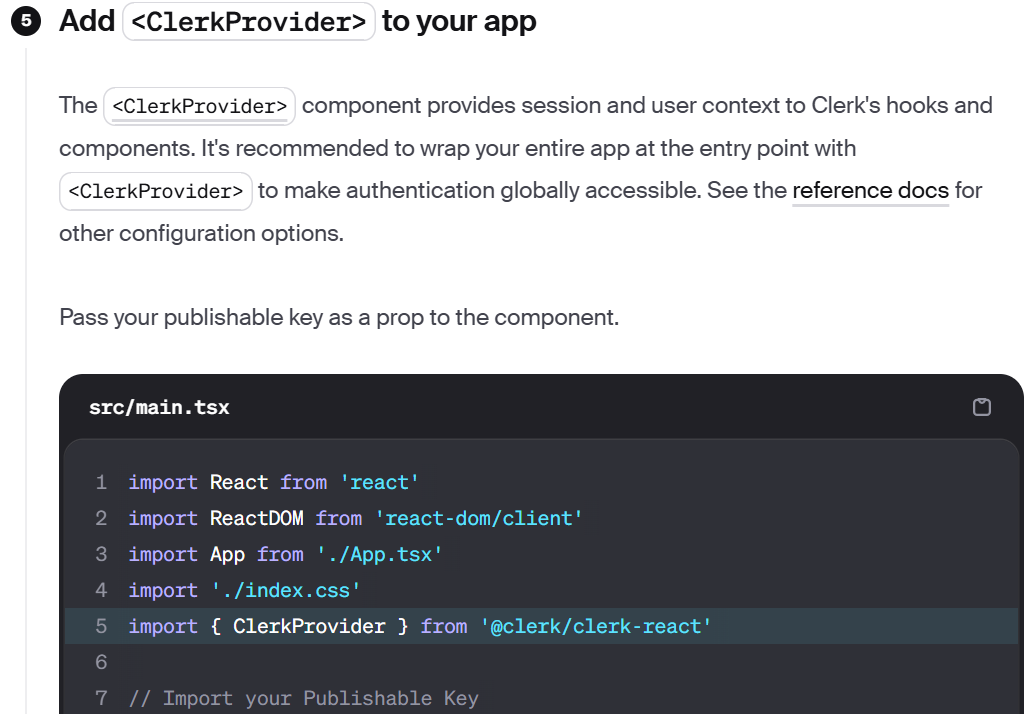 5 Add <ClerkProvider> to your app
The <ClerkProvider> component provides session and user context to Clerk's hooks and
components. It's recommended to wrap your entire app at the entry point with
<ClerkProvider> to make authentication globally accessible. See the reference docs for
other configuration options.
Pass your publishable key as a prop to the component.
src/main.tsx
1 import React from 'react'
2 import ReactDOM from 'react-dom/client'
3 import App from './App.tsx'
4 import './index.css'
5 import { ClerkProvider } from '@clerk/clerk-react'
6
7 // Import your Publishable Key